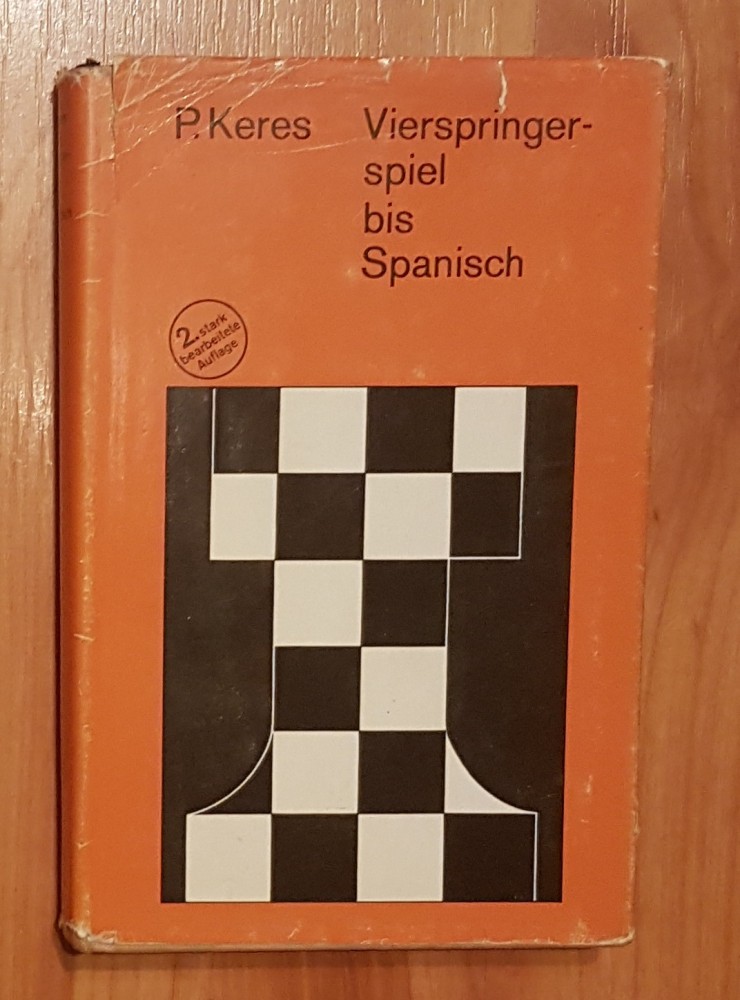 P. Keres
Vierspringer-
spiel
bis
Spanisch
2. stark
bearbeitete
Auflage